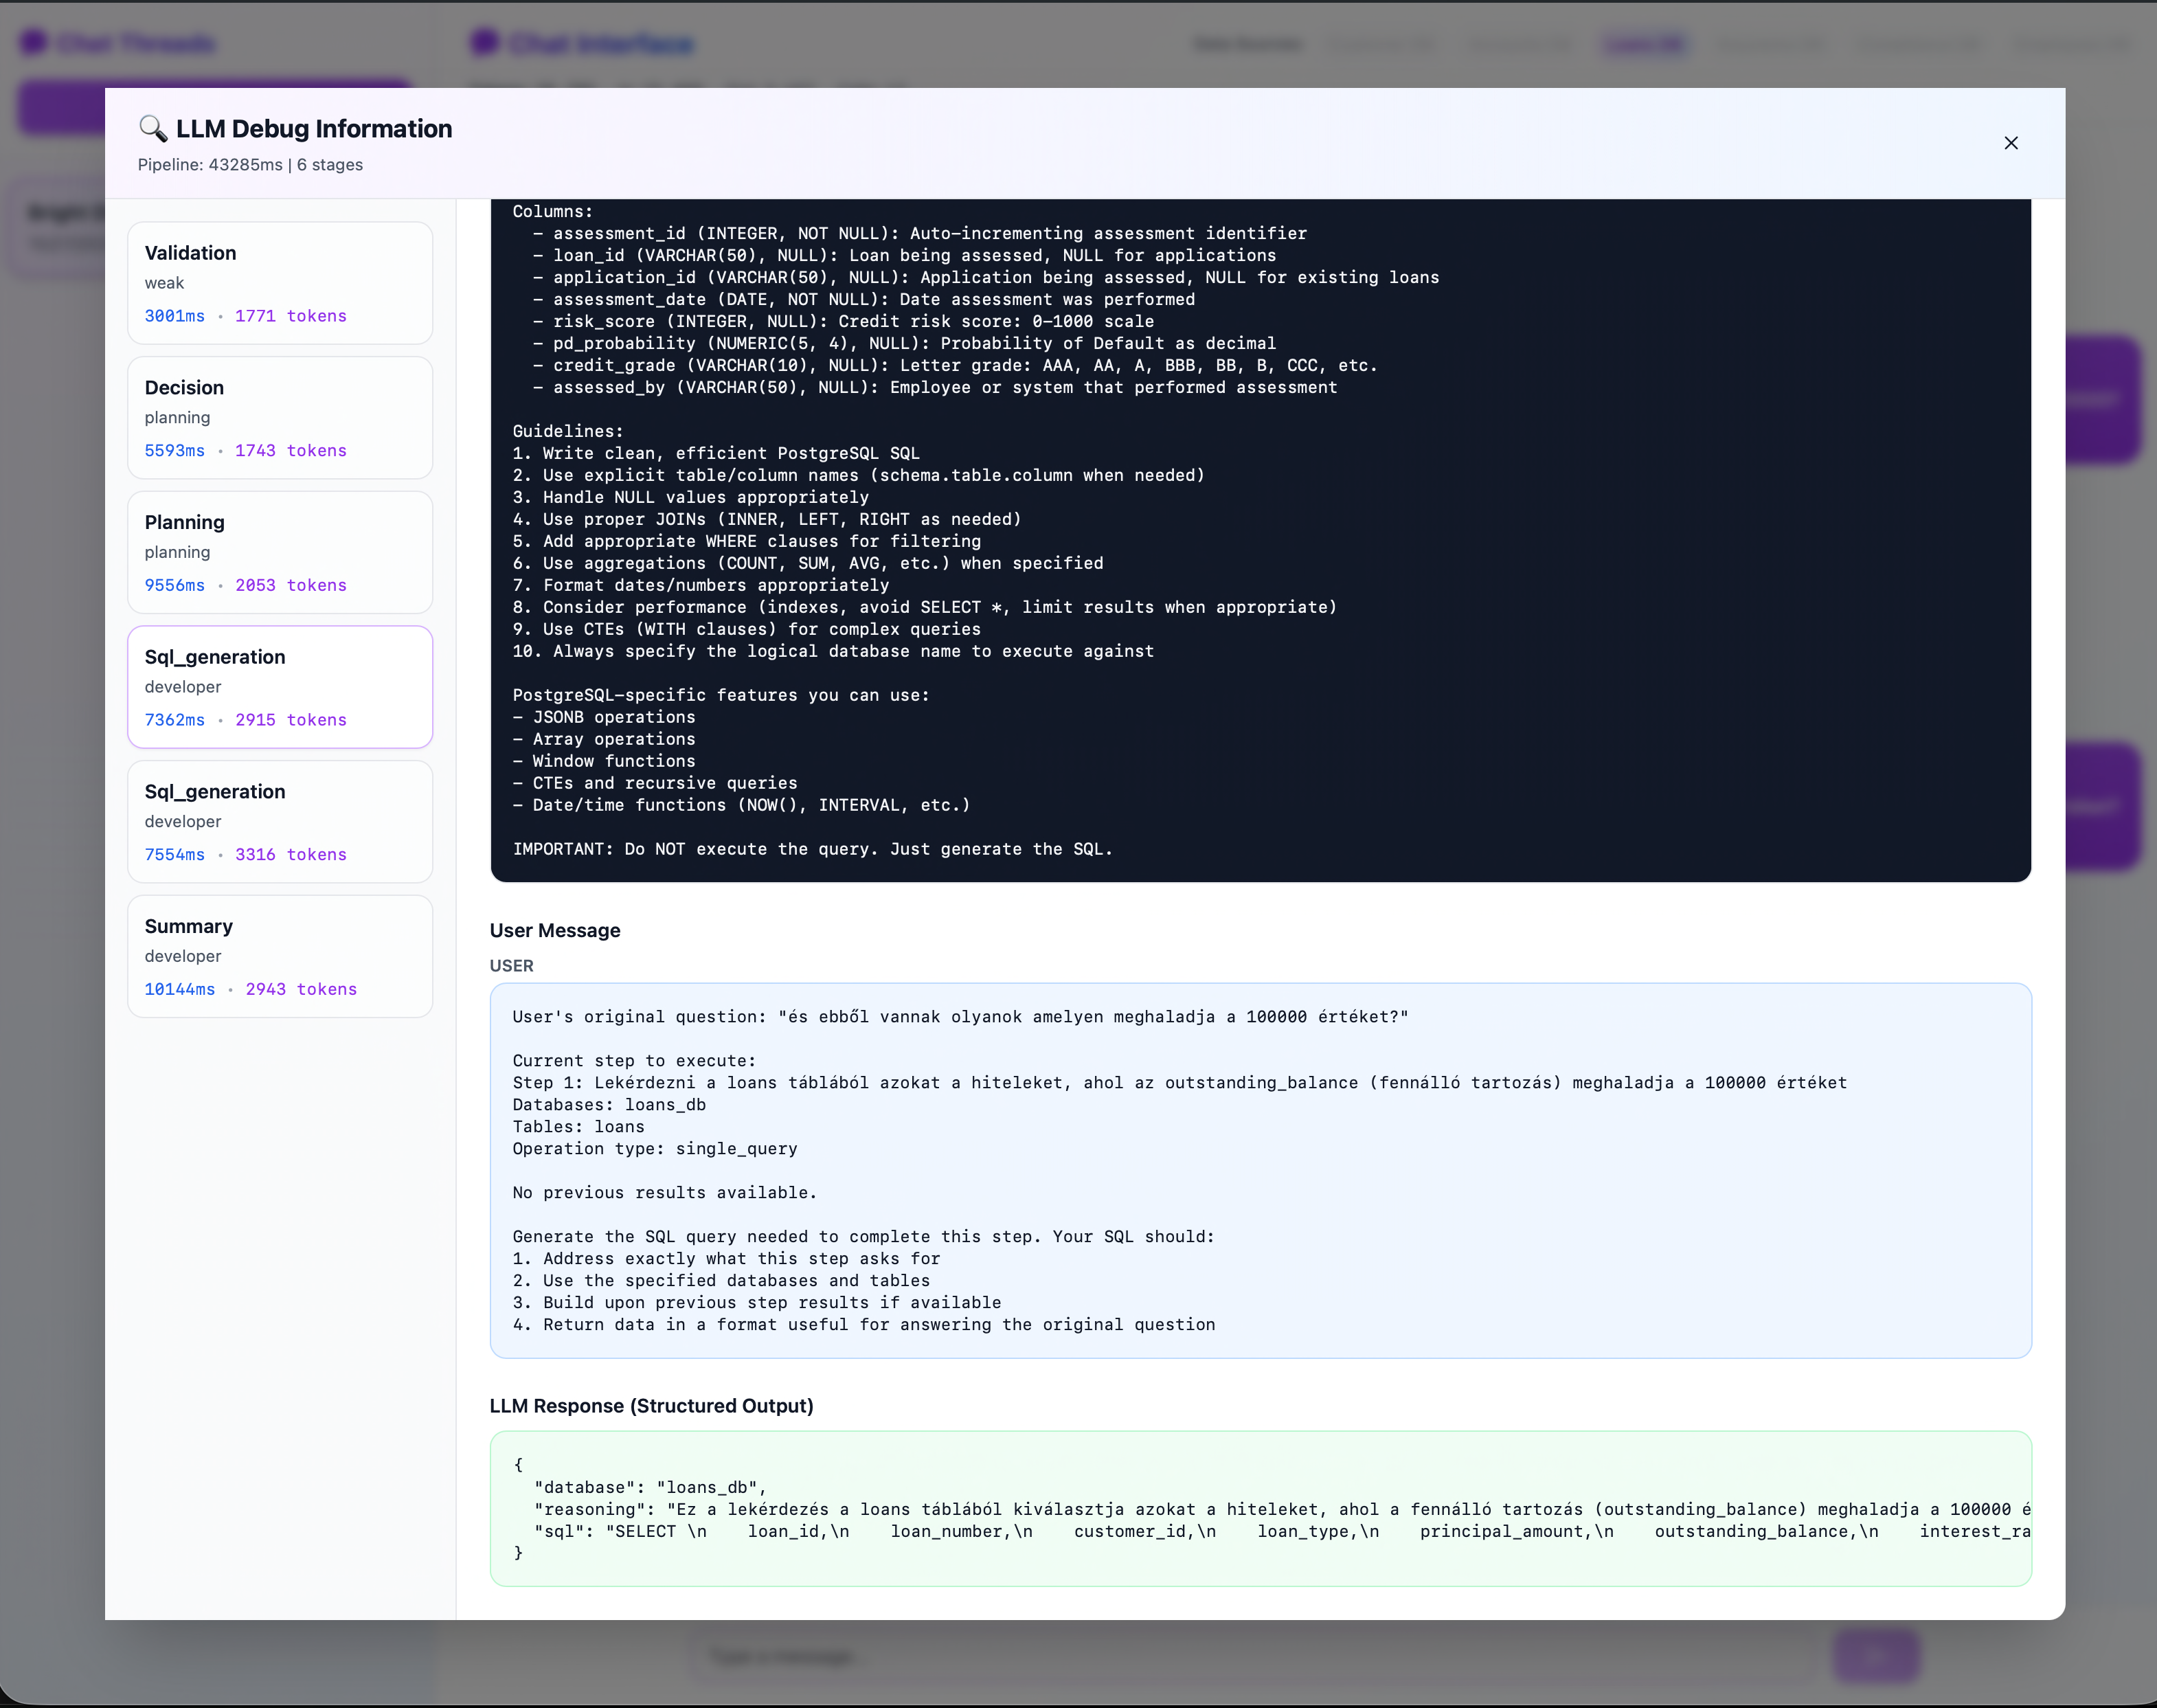 Chat Threads
Chat Interface
🔍 LLM Debug Information
Pipeline: 43285ms | 6 stages
×
Validation
weak
3001ms • 1771 tokens
Decision
planning
5593ms • 1743 tokens
Planning
planning
9556ms • 2053 tokens
Sql_generation
developer
7362ms • 2915 tokens
Sql_generation
developer
7554ms • 3316 tokens
Summary
developer
10144ms • 2943 tokens
Columns:
– assessment_id (INTEGER, NOT NULL): Auto-incrementing assessment identifier
– loan_id (VARCHAR(50), NULL): Loan being assessed, NULL for applications
– application_id (VARCHAR(50), NULL): Application being assessed, NULL for existing loans
– assessment_date (DATE, NOT NULL): Date assessment was performed
– risk_score (INTEGER, NULL): Credit risk score: 0–1000 scale
– pd_probability (NUMERIC(5, 4), NULL): Probability of Default as decimal
– credit_grade (VARCHAR(10), NULL): Letter grade: AAA, AA, A, BBB, BB, B, CCC, etc.
– assessed_by (VARCHAR(50), NULL): Employee or system that performed assessment
Guidelines:
1. Write clean, efficient PostgreSQL SQL
2. Use explicit table/column names (schema.table.column when needed)
3. Handle NULL values appropriately
4. Use proper JOINs (INNER, LEFT, RIGHT as needed)
5. Add appropriate WHERE clauses for filtering
6. Use aggregations (COUNT, SUM, AVG, etc.) when specified
7. Format dates/numbers appropriately
8. Consider performance (indexes, avoid SELECT *, limit results when appropriate)
9. Use CTEs (WITH clauses) for complex queries
10. Always specify the logical database name to execute against
PostgreSQL-specific features you can use:
– JSONB operations
– Array operations
– Window functions
– CTEs and recursive queries
– Date/time functions (NOW(), INTERVAL, etc.)
IMPORTANT: Do NOT execute the query. Just generate the SQL.
User Message
USER
User's original question: "és ebből vannak olyanok amelyen meghaladja a 100000 értéket?"
Current step to execute:
Step 1: Lekérdezni a loans táblából azokat a hiteleket, ahol az outstanding_balance (fennálló tartozás) meghaladja a 100000 értéket
Databases: loans_db
Tables: loans
Operation type: single_query
No previous results available.
Generate the SQL query needed to complete this step. Your SQL should:
1. Address exactly what this step asks for
2. Use the specified databases and tables
3. Build upon previous step results if available
4. Return data in a format useful for answering the original question
LLM Response (Structured Output)
{
"database": "loans_db",
"reasoning": "Ez a lekérdezés a loans táblából kiválasztja azokat a hiteleket, ahol a fennálló tartozás (outstanding_balance) meghaladja a 100000 é
"sql": "SELECT \n    loan_id,\n    loan_number,\n    customer_id,\n    loan_type,\n    principal_amount,\n    outstanding_balance,\n    interest_ra
}
Type a message...